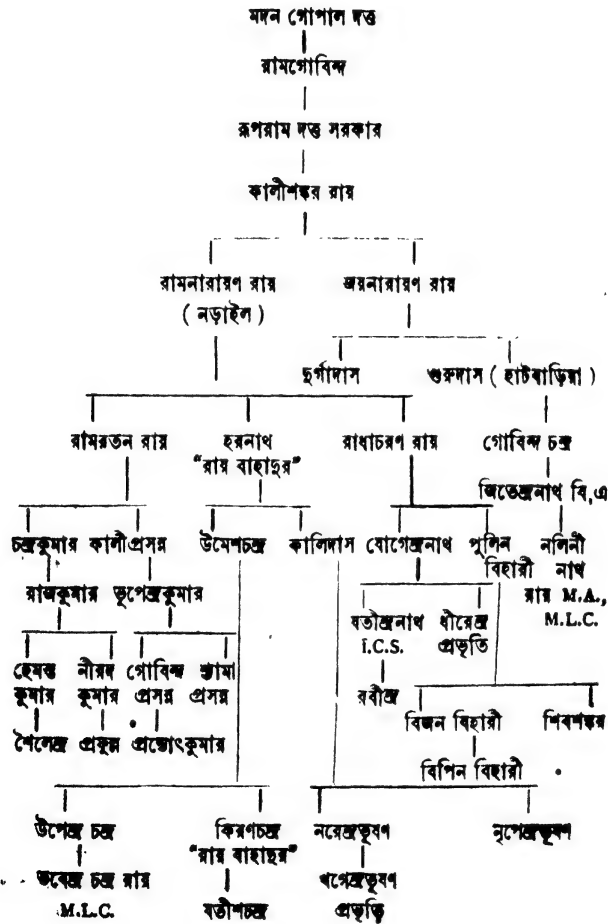 মদন গোপাল দত্ত
রামগোবিন্দ
রূপরাম দত্ত সরকার
কালীশঙ্কর রায়
রামনারায়ণ রায় জয়নারায়ণ রায়
( নড়াইল )
দুর্গাদাস গুরুদাস ( হাটবাড়িয়া )
রামরতন রায় হরনাথ রাধাচরণ রায় গোবিন্দ চন্দ্র
"রায় বাহাদুর"
জিতেন্দ্রনাথ বি,এ
চন্দ্রকুমার কালীপ্রসন্ন উমেশচন্দ্র কালিদাস যোগেন্দ্রনাথ পুলিন নলিনী
বিহারী নাথ
রাজকুমার ভূপেন্দ্রকুমার রায় M.A.,
যতীন্দ্রনাথ ধীরেন্দ্র M.L.C.
I.C.S. প্রভৃতি
হেমন্ত নীরদ গোবিন্দ শ্যামা
কুমার কুমার প্রসন্ন প্রসন্ন রবীন্দ্র
বিজন বিহারী শিবশঙ্কর
শৈলেন্দ্র প্রফুল্ল প্রদ্যোৎকুমার
বিপিন বিহারী
উপেন্দ্র চন্দ্র কিরণচন্দ্র নরেন্দ্রভূষণ নৃপেন্দ্রভূষণ
"রায় বাহাদুর"
ভবেন্দ্র চন্দ্র রায় খগেন্দ্রভূষণ
M.L.C. যতীশচন্দ্র প্রভৃতি